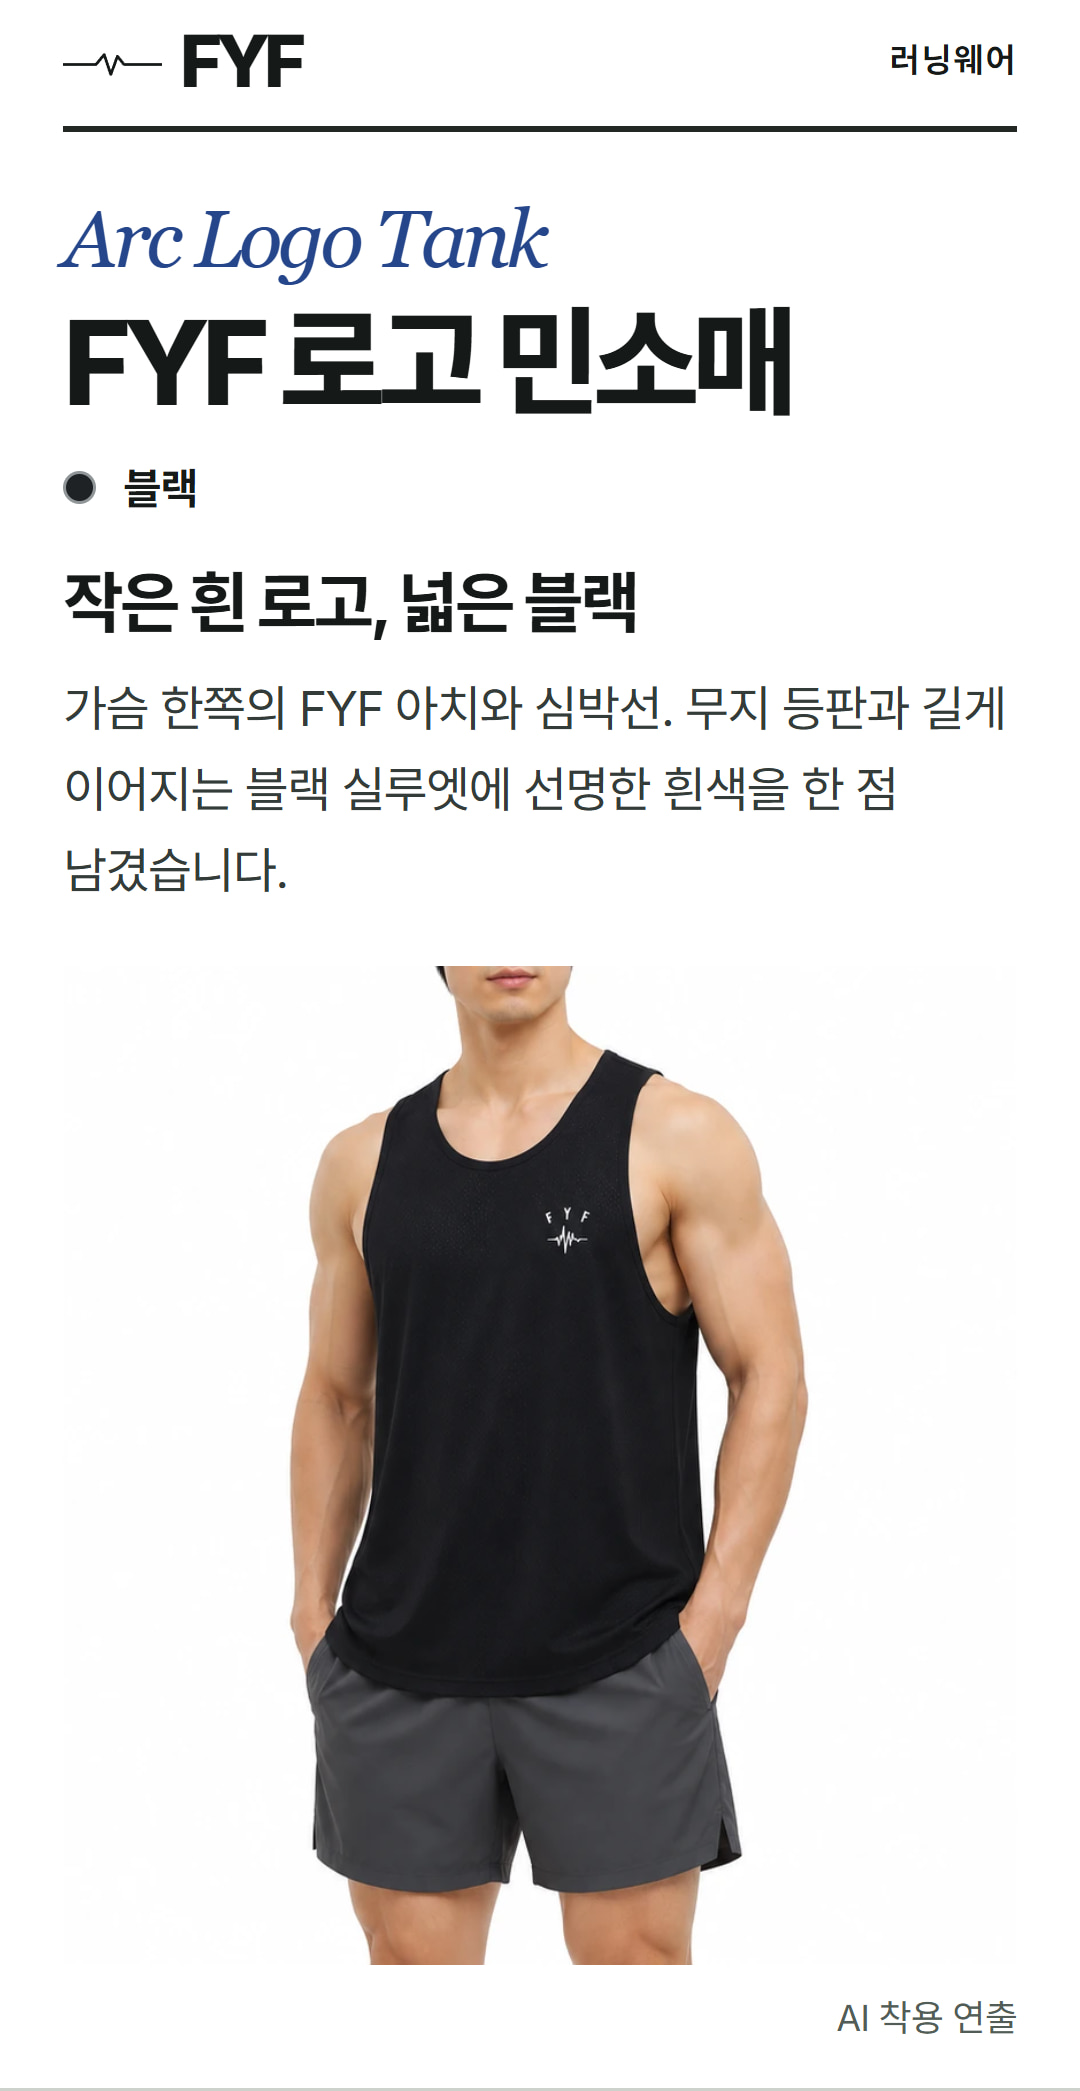 FYF
러닝웨어
Arc Logo Tank
FYF 로고 민소매
블랙
작은 흰 로고, 넓은 블랙
가슴 한쪽의 FYF 아치와 심박선. 무지 등판과 길게
이어지는 블랙 실루엣에 선명한 흰색을 한 점
남겼습니다.
F Y F
AI 착용 연출